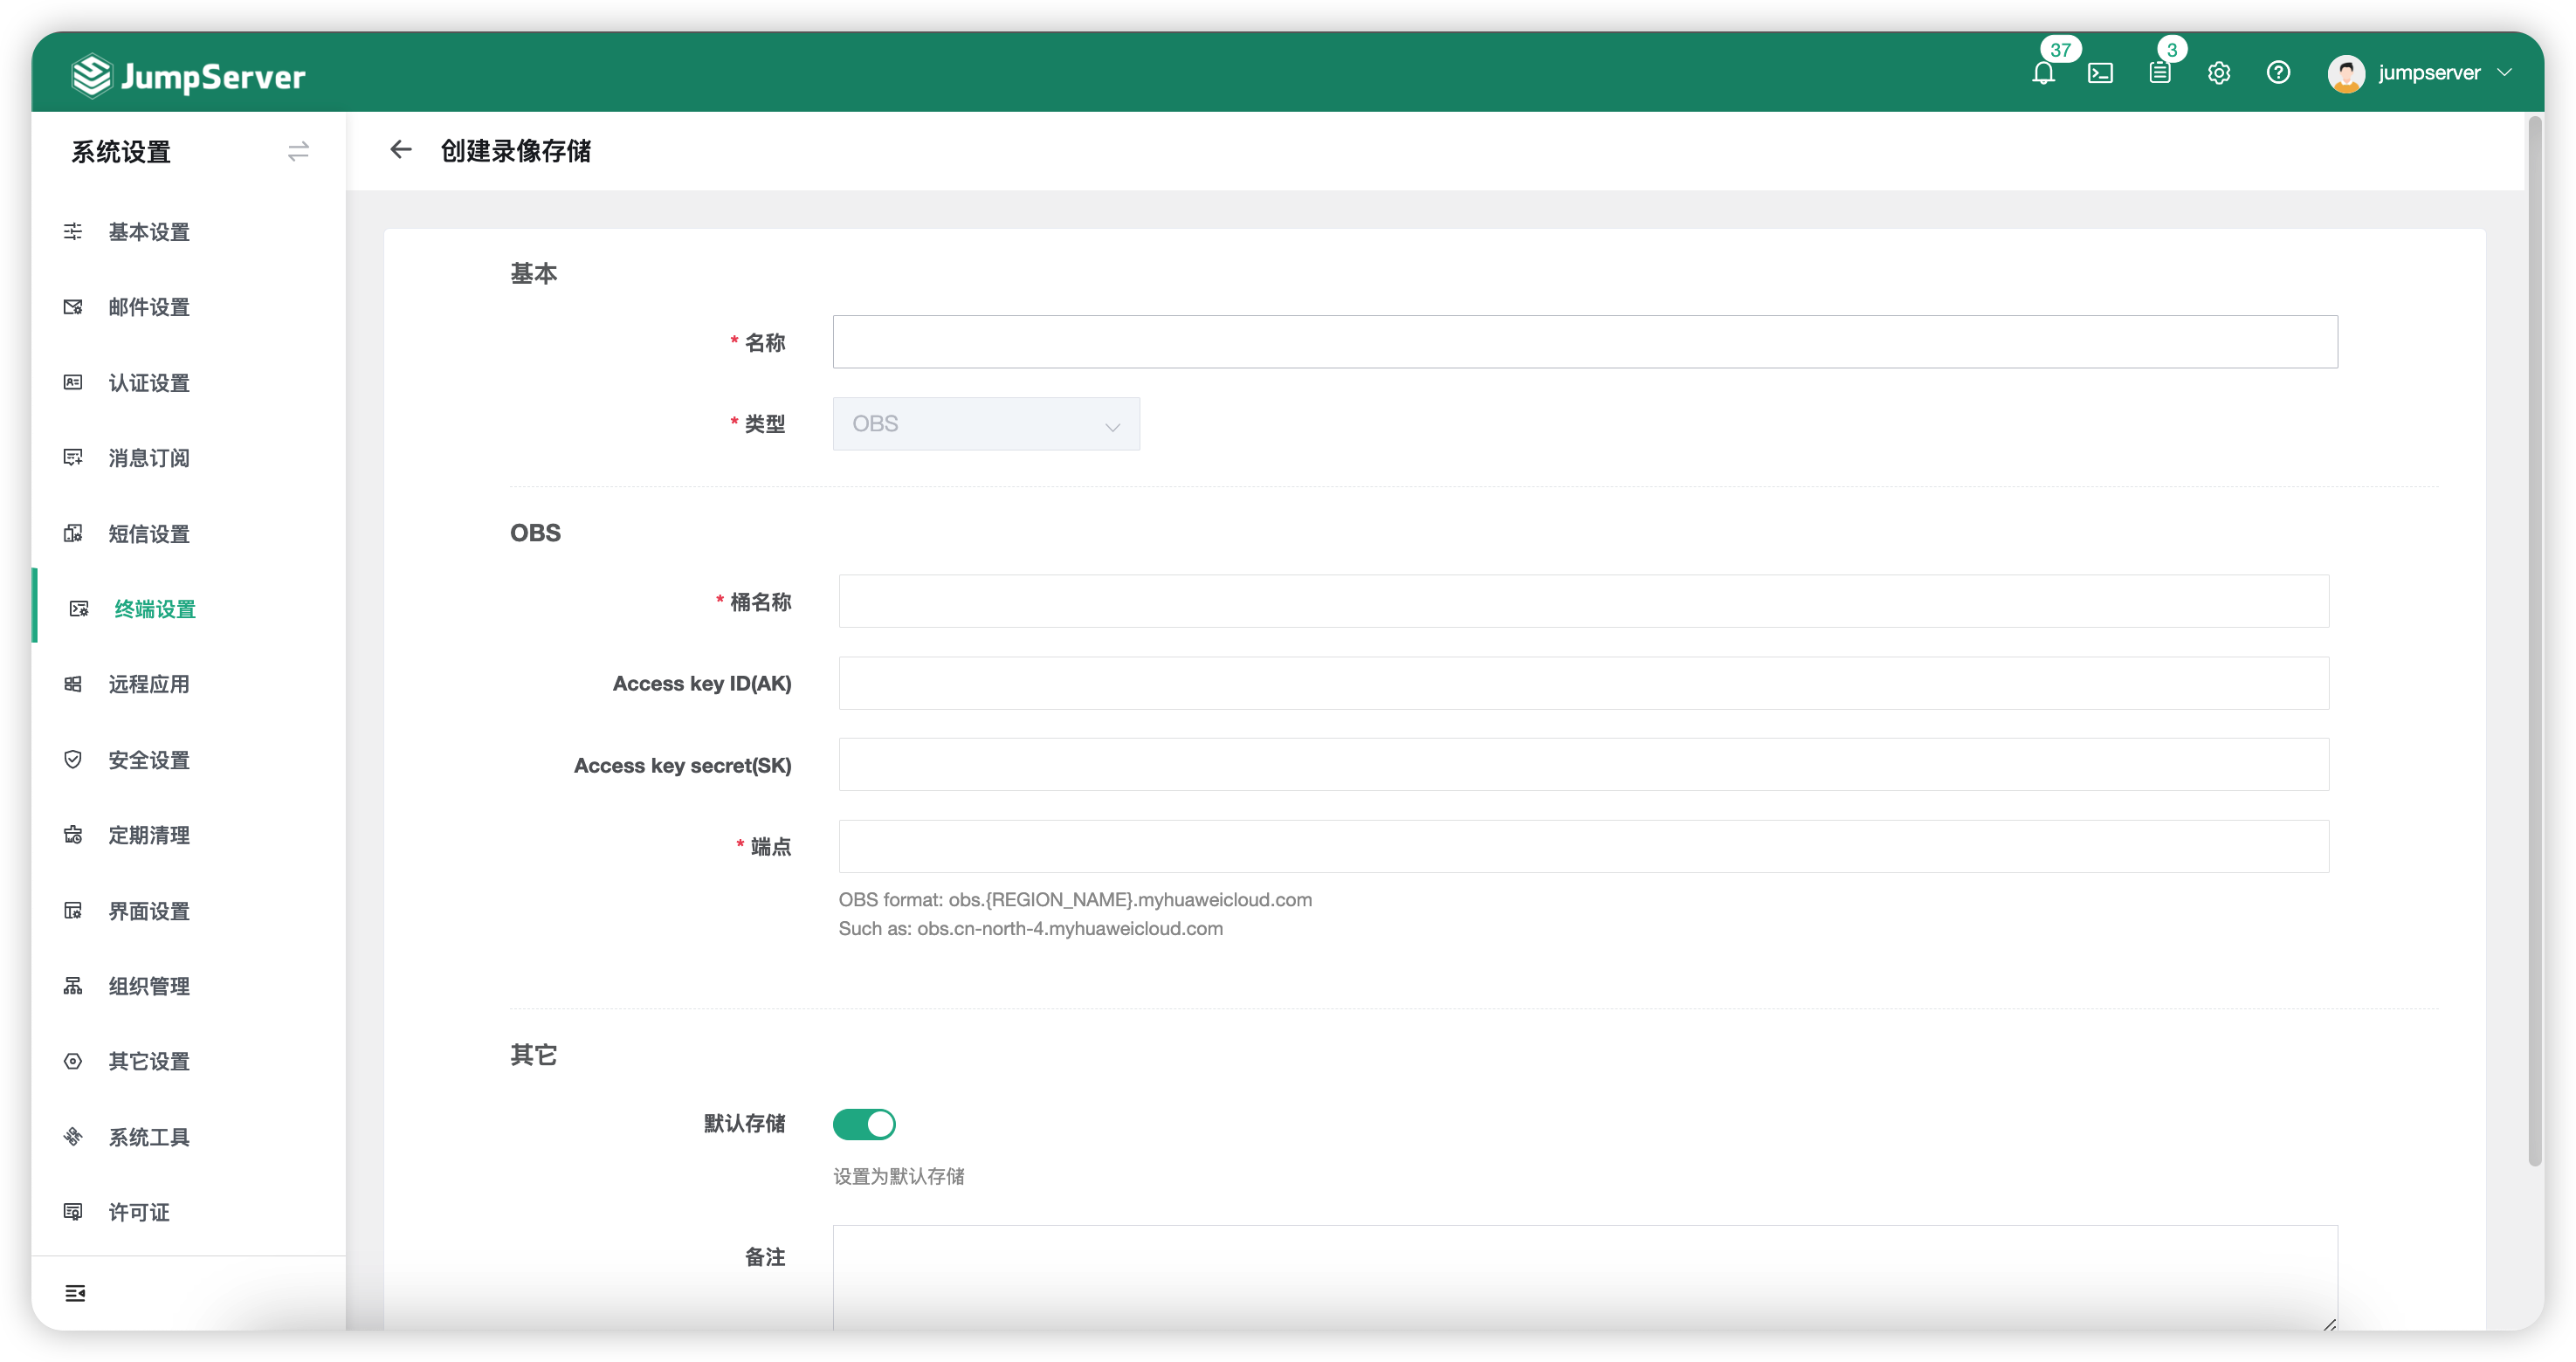 JumpServer
37
3
jumpserver
系统设置
创建录像存储
基本设置
邮件设置
认证设置
消息订阅
短信设置
终端设置
远程应用
安全设置
定期清理
界面设置
组织管理
其它设置
系统工具
许可证
基本
* 名称
* 类型
OBS
OBS
* 桶名称
Access key ID(AK)
Access key secret(SK)
* 端点
OBS format: obs.{REGION_NAME}.myhuaweicloud.com
Such as: obs.cn-north-4.myhuaweicloud.com
其它
默认存储
设置为默认存储
备注